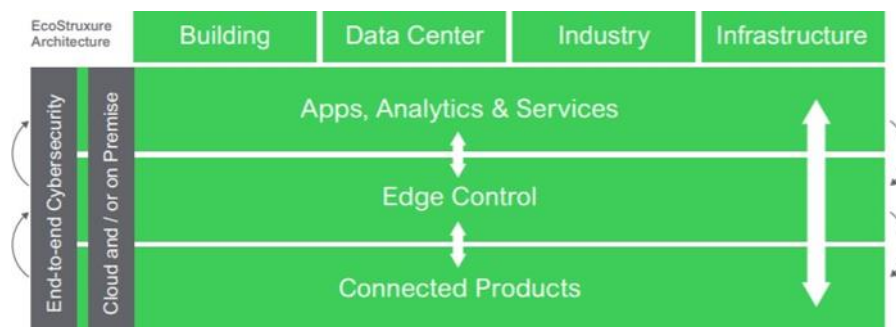 EcoStruxure
Architecture
Building
Data Center
Industry
Infrastructure
End-to-end Cybersecurity
Cloud and / or on Premise
Apps, Analytics & Services
Edge Control
Connected Products